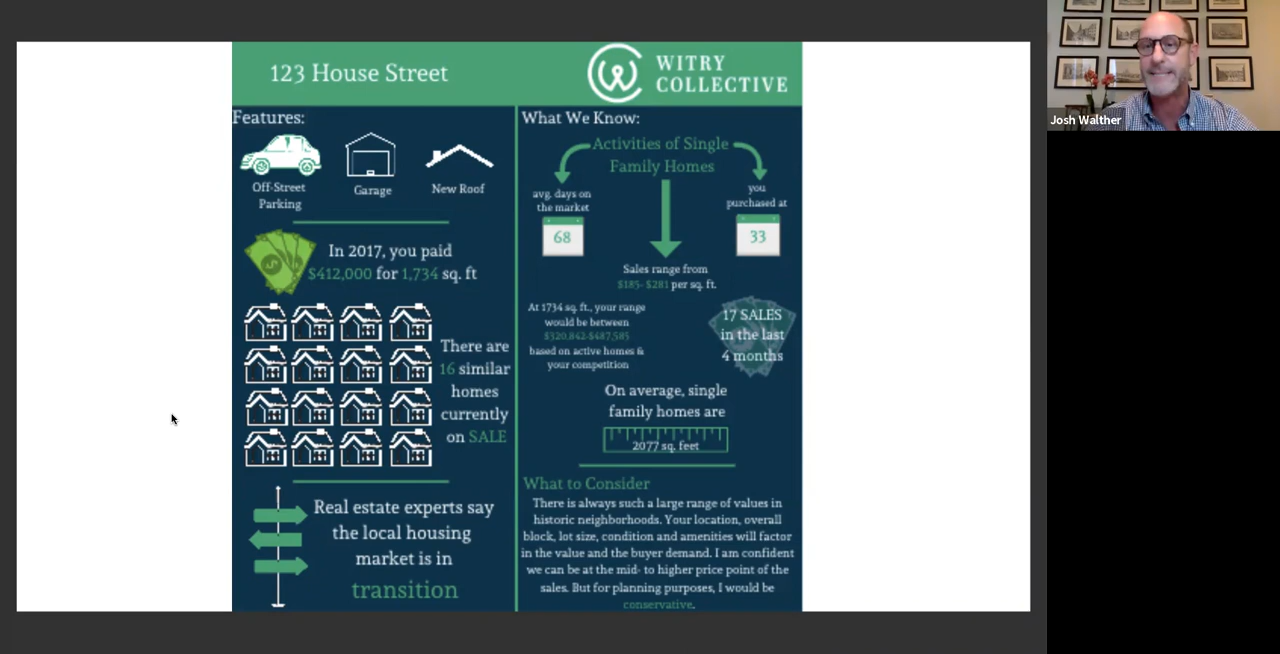 123 House Street
WITRY
COLLECTIVE
Features:
Off-Street
Parking
Garage
New Roof
In 2017, you paid
$412,000 for 1,734 sq. ft
There are
16 similar
homes
currently
on SALE
Real estate experts say
the local housing
market is in
transition
What We Know:
Activities of Single
Family Homes
avg. days on
the market
68
you
purchased at
33
Sales range from
$185- $281 per sq. ft.
At 1734 sq. ft., your range
would be between
$320,842-$487,585
based on active homes &
your competition
17 SALES
in the last
4 months
On average, single
family homes are
2077 sq. feet
What to Consider
There is always such a large range of values in
historic neighborhoods. Your location, overall
block, lot size, condition and amenities will factor
in the value and the buyer demand. I am confident
we can be at the mid- to higher price point of the
sales. But for planning purposes, I would be
conservative.
Josh Walther